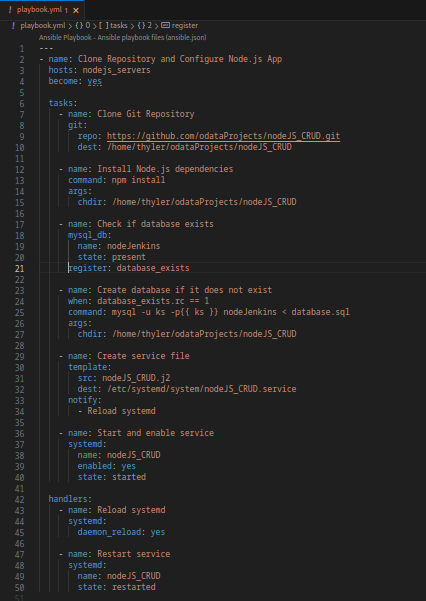 playbook.yml 1 ×
playbook.yml > {} 0 > [ ] tasks > {} 2 > register
Ansible Playbook - Ansible playbook files (ansible.json)
1 ---
2 - name: Clone Repository and Configure Node.js App
3 hosts: nodejs_servers
4 become: yes
5
6 tasks:
7 - name: Clone Git Repository
8 git:
9 repo: https://github.com/odataProjects/nodeJS_CRUD.git
10 dest: /home/thyler/odataProjects/nodeJS_CRUD
11
12 - name: Install Node.js dependencies
13 command: npm install
14 args:
15 chdir: /home/thyler/odataProjects/nodeJS_CRUD
16
17 - name: Check if database exists
18 mysql_db:
19 name: nodeJenkins
20 state: present
21 register: database_exists
22
23 - name: Create database if it does not exist
24 when: database_exists.rc == 1
25 command: mysql -u ks -p{{ ks }} nodeJenkins < database.sql
26 args:
27 chdir: /home/thyler/odataProjects/nodeJS_CRUD
28
29 - name: Create service file
30 template:
31 src: nodeJS_CRUD.j2
32 dest: /etc/systemd/system/nodeJS_CRUD.service
33 notify:
34 - Reload systemd
35
36 - name: Start and enable service
37 systemd:
38 name: nodeJS_CRUD
39 enabled: yes
40 state: started
41
42 handlers:
43 - name: Reload systemd
44 systemd:
45 daemon_reload: yes
46
47 - name: Restart service
48 systemd:
49 name: nodeJS_CRUD
50 state: restarted
51